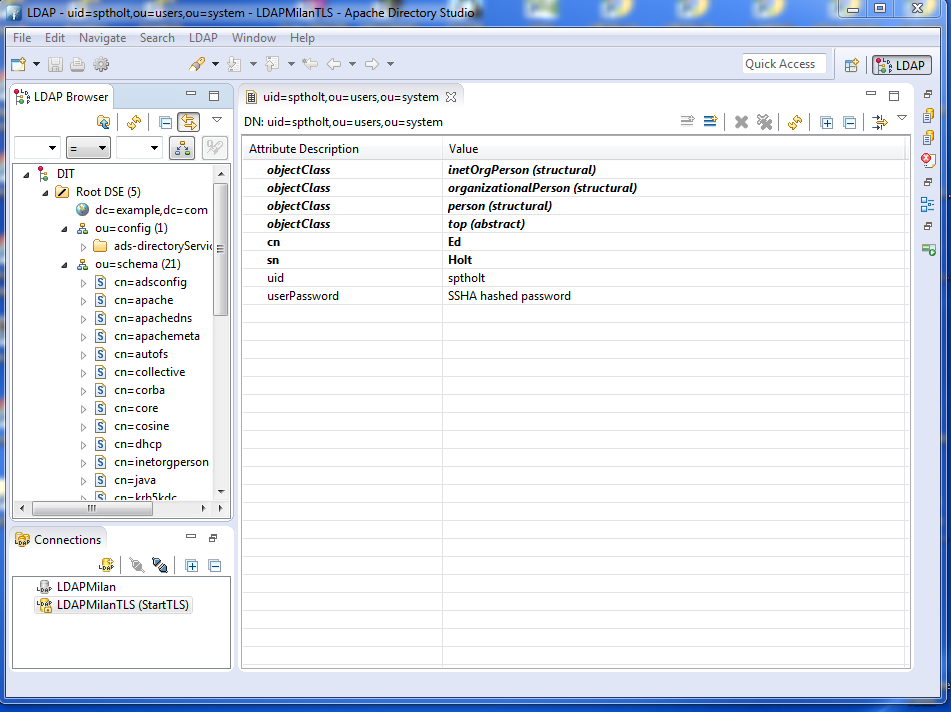 LDAP - uid=sptholt,ou=users,ou=system - LDAPMilanTLS - Apache Directory Studio
File Edit Navigate Search LDAP Window Help
Quick Access
LDAP
LDAP Browser
=
DIT
Root DSE (5)
dc=example,dc=com
ou=config (1)
ads-directoryServic
ou=schema (21)
S cn=adsconfig
S cn=apache
S cn=apachedns
S cn=apachemeta
S cn=autofs
S cn=collective
S cn=corba
S cn=core
S cn=cosine
S cn=dhcp
S cn=inetorgperson
S cn=java
S cn=krb5kdc
Connections
LDAP
LDAP LDAPMilan
LDAP LDAPMilanTLS (StartTLS)
uid=sptholt,ou=users,ou=system
DN: uid=sptholt,ou=users,ou=system
Attribute Description Value
objectClass inetOrgPerson (structural)
objectClass organizationalPerson (structural)
objectClass person (structural)
objectClass top (abstract)
cn Ed
sn Holt
uid sptholt
userPassword SSHA hashed password